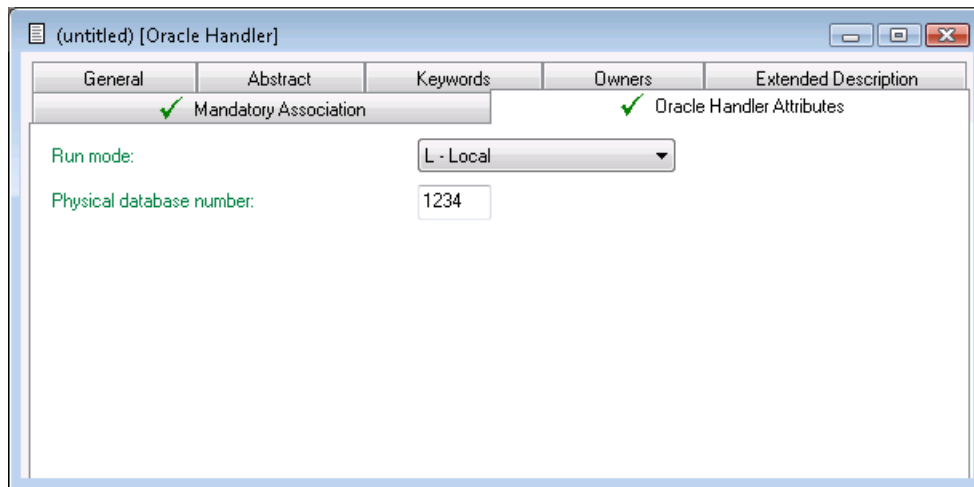 (untitled) [Oracle Handler]
General Abstract Keywords Owners Extended Description
Mandatory Association Oracle Handler Attributes
Run mode: L - Local
Physical database number: 1234